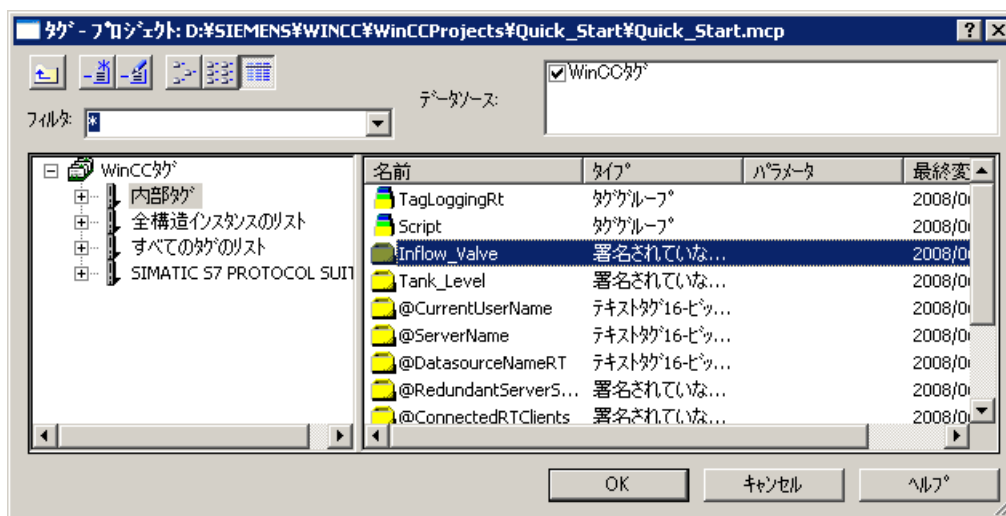 ﾀｸﾞ - ﾌﾟﾛｼﾞｪｸﾄ: D:¥SIEMENS¥WINCC¥WinCCProjects¥Quick_Start¥Quick_Start.mcp
WinCCﾀｸﾞ
ﾃﾞｰﾀｿｰｽ:
ﾌｨﾙﾀ: *
WinCCﾀｸﾞ
内部ﾀｸﾞ
全構造ｲﾝｽﾀﾝｽのﾘｽﾄ
すべてのﾀｸﾞのﾘｽﾄ
SIMATIC S7 PROTOCOL SUIT
名前 ﾀｲﾌﾟ ﾊﾟﾗﾒｰﾀ 最終変
TagLoggingRt ﾀｸﾞｸﾞﾙｰﾌﾟ 2008/0
Script ﾀｸﾞｸﾞﾙｰﾌﾟ 2008/0
Inflow_Valve 署名されていな... 2008/0
Tank_Level 署名されていな... 2008/0
@CurrentUserName ﾃｷｽﾄﾀｸﾞ16-ﾋﾞｯ... 2008/0
@ServerName ﾃｷｽﾄﾀｸﾞ16-ﾋﾞｯ... 2008/0
@DatasourceNameRT ﾃｷｽﾄﾀｸﾞ16-ﾋﾞｯ... 2008/0
@RedundantServerS... 署名されていな... 2008/0
@ConnectedRTClients 署名されていな... 2008/0
OK ｷｬﾝｾﾙ ﾍﾙﾌﾟ